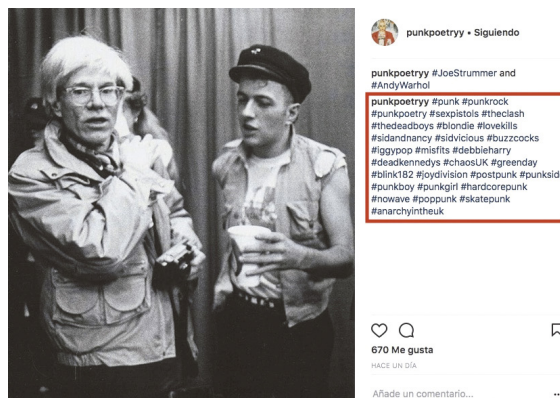 punkpoetryy • Siguiendo
punkpoetryy #JoeStrummer and
#AndyWarhol
punkpoetryy #punk #punkrock
#punkpoetry #sexpistols #theclash
#thedeadboys #blondie #lovekills
#sidandnancy #sidvicious #buzzcocks
#iggypop #misfits #debbieharry
#deadkennedys #chaosUK #greenday
#blink182 #joydivision #postpunk #punksid
#punkboy #punkgirl #hardcorepunk
#nowave #poppunk #skatepunk
#anarchyintheuk
670 Me gusta
HACE UN DÍA
Añade un comentario...